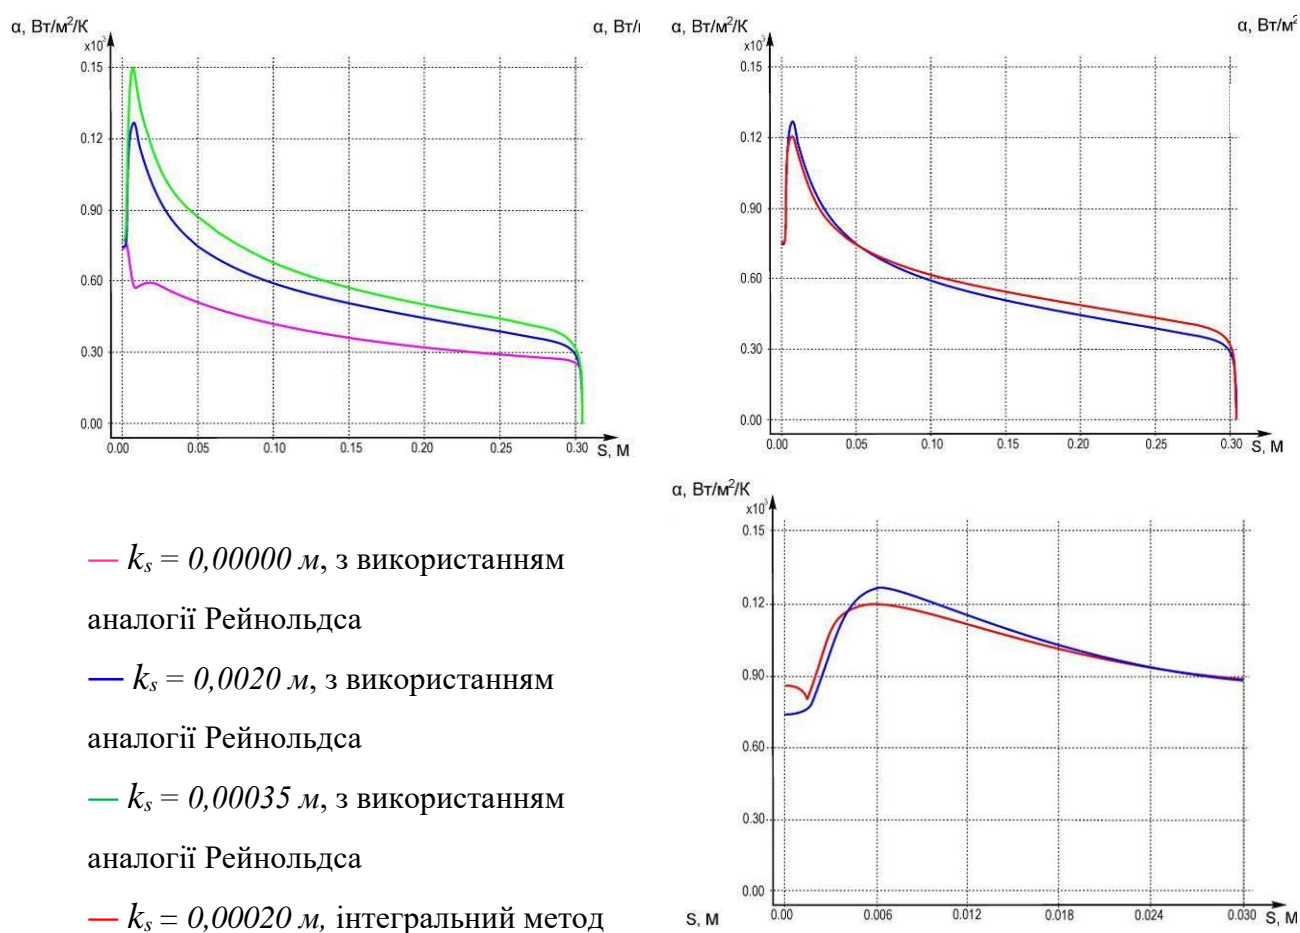 α, Вт/м²/К
x10³
0.15
0.12
0.90
0.60
0.30
0.00
0.00 0.05 0.10 0.15 0.20 0.25 0.30
S, М
α, Вт/і
α, Вт/м²/К
x10³
0.15
0.12
0.90
0.60
0.30
0.00
0.00 0.05 0.10 0.15 0.20 0.25 0.30
S, М
α, Вт/м²
— kₛ = 0,00000 м, з використанням
аналогії Рейнольдса
— kₛ = 0,0020 м, з використанням
аналогії Рейнольдса
— kₛ = 0,00035 м, з використанням
аналогії Рейнольдса
— kₛ = 0,00020 м, інтегральний метод
α, Вт/м²/К
x10³
0.15
0.12
0.90
0.60
0.30
0.00
S, М
0.00 0.006 0.012 0.018 0.024 0.030
S, М